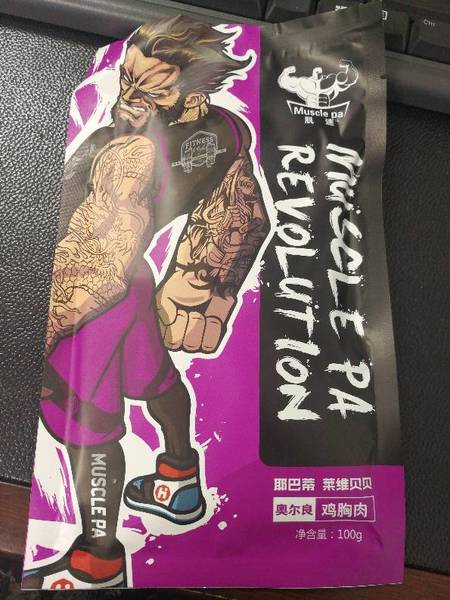 Muscle pa
肌速
FITNESS
MUSCLE PA
REVOLUTION
MUSCLE PA
耶巴蒂 莱维贝贝
奥尔良 鸡胸肉
净含量：100g